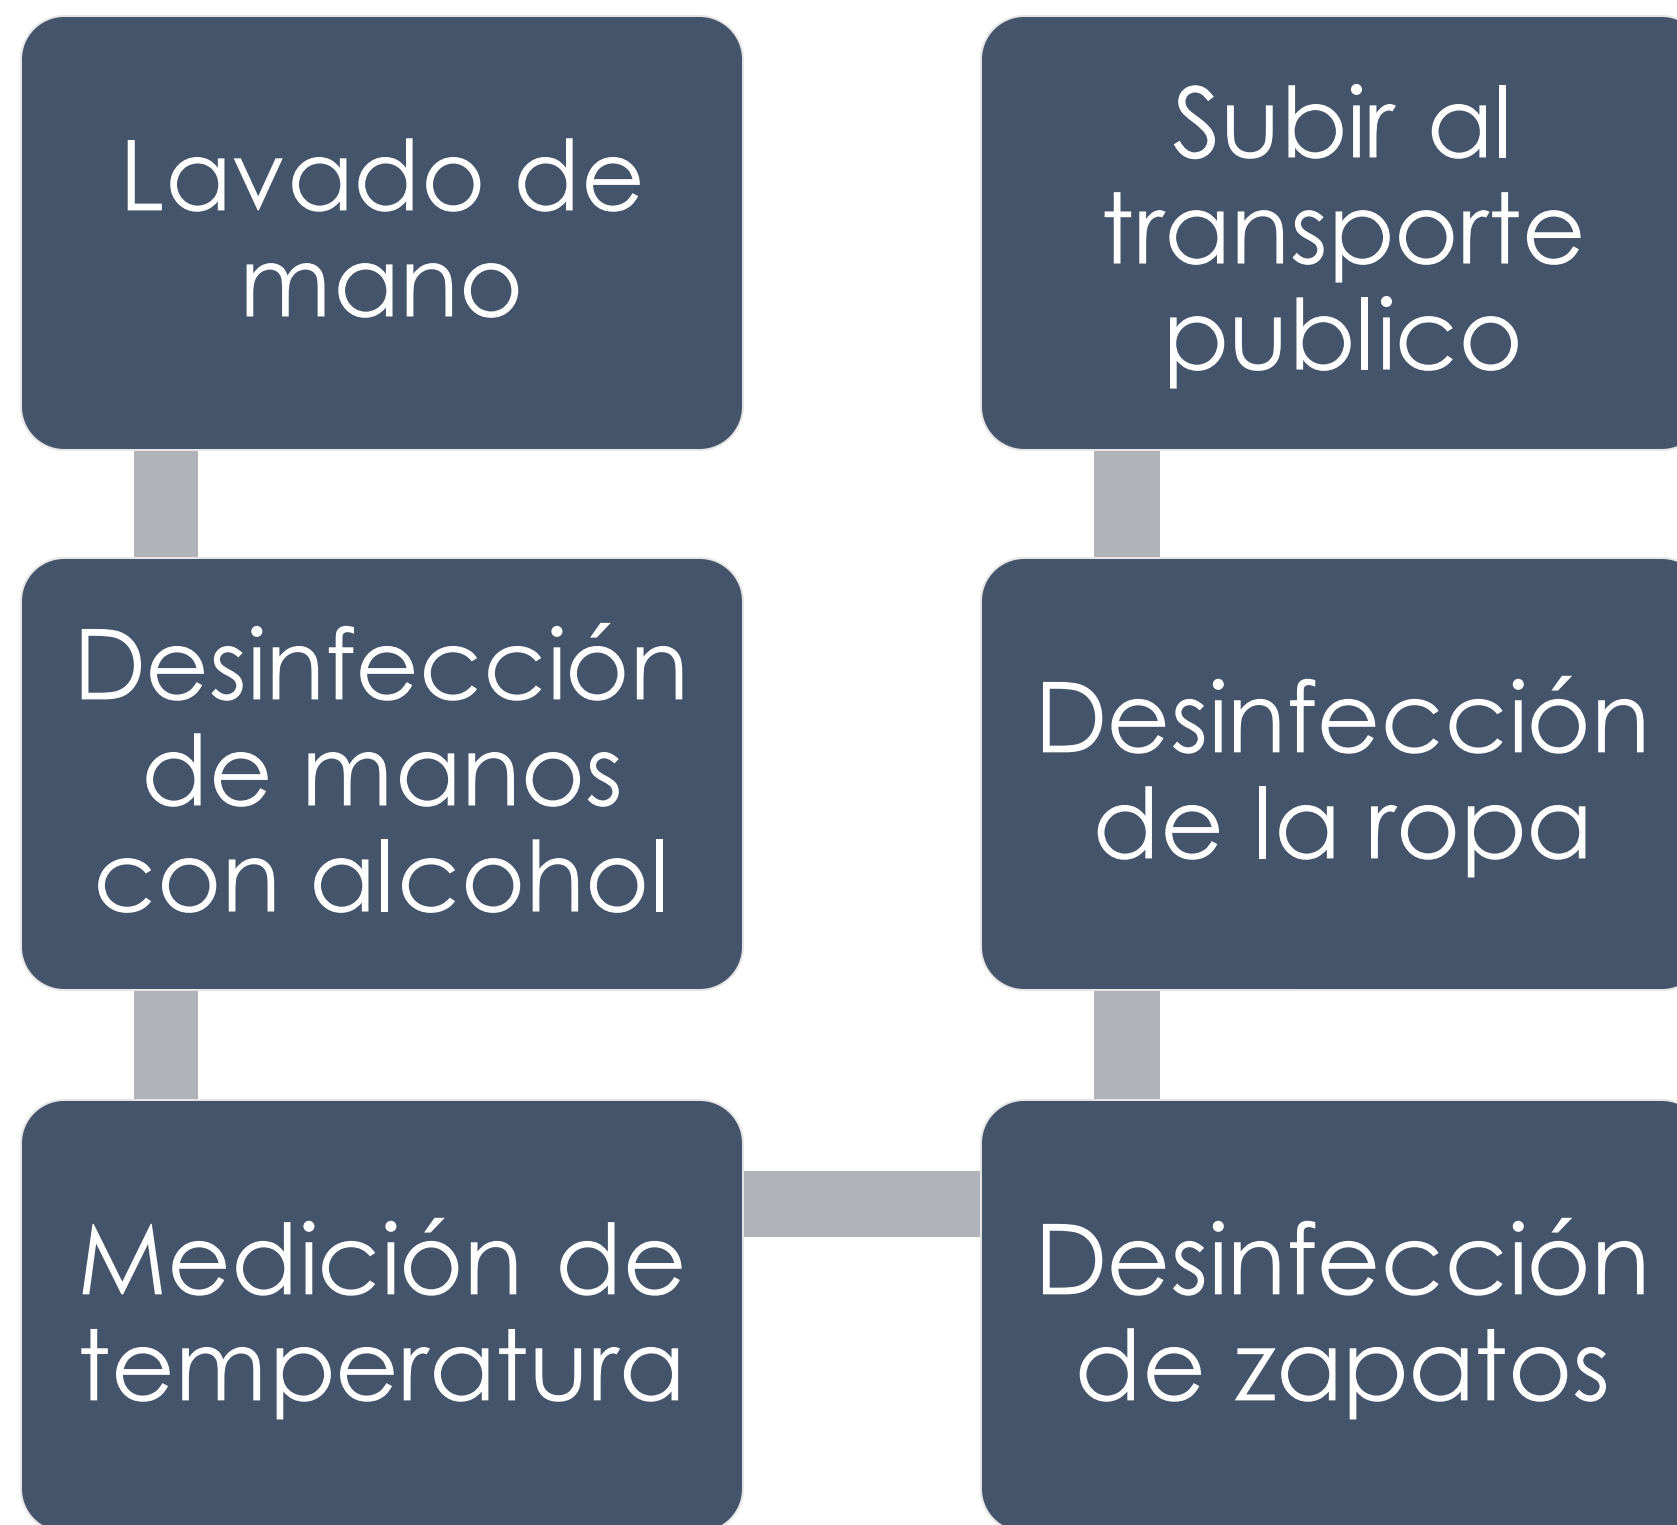 Lavado de
mano
Desinfección
de manos
con alcohol
Medición de
temperatura
Desinfección
de zapatos
Desinfección
de la ropa
Subir al
transporte
publico